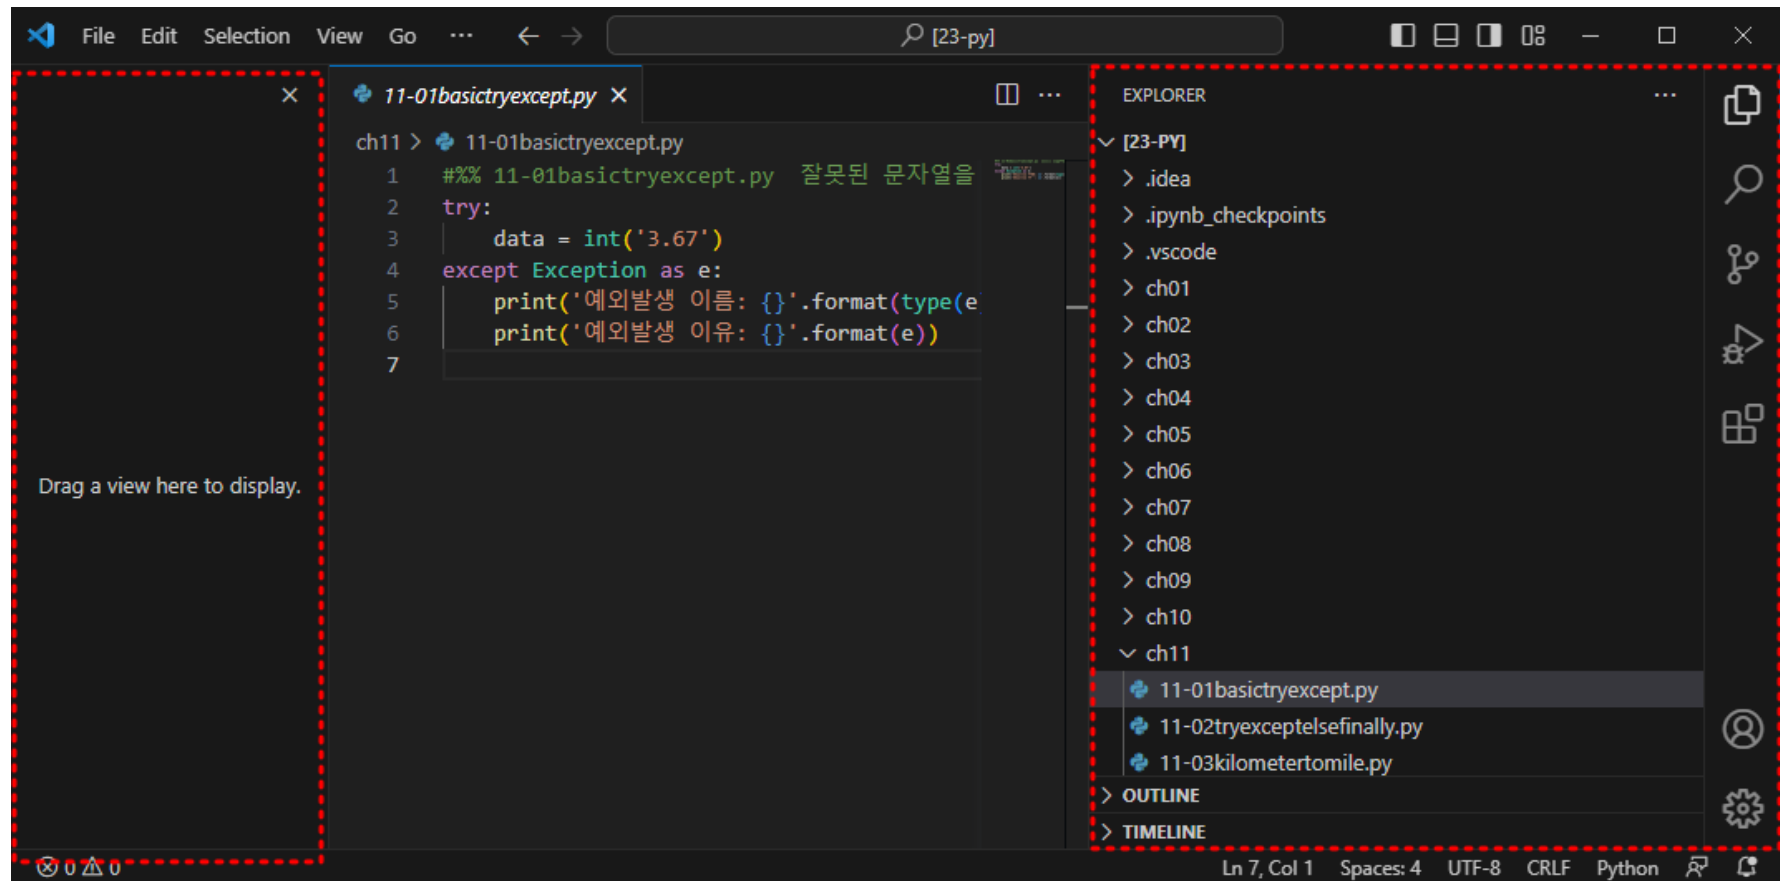 File Edit Selection View Go ··· [23-py]
Drag a view here to display.
11-01basictryexcept.py
ch11 > 11-01basictryexcept.py
1 #%% 11-01basictryexcept.py 잘못된 문자열을
2 try:
3 data = int('3.67')
4 except Exception as e:
5 print('예외발생 이름: {}'.format(type(e
6 print('예외발생 이유: {}'.format(e))
7
EXPLORER
[23-PY]
.idea
.ipynb_checkpoints
.vscode
ch01
ch02
ch03
ch04
ch05
ch06
ch07
ch08
ch09
ch10
ch11
11-01basictryexcept.py
11-02tryexceptelsefinally.py
11-03kilometertomile.py
OUTLINE
TIMELINE
0 0 Ln 7, Col 1 Spaces: 4 UTF-8 CRLF Python